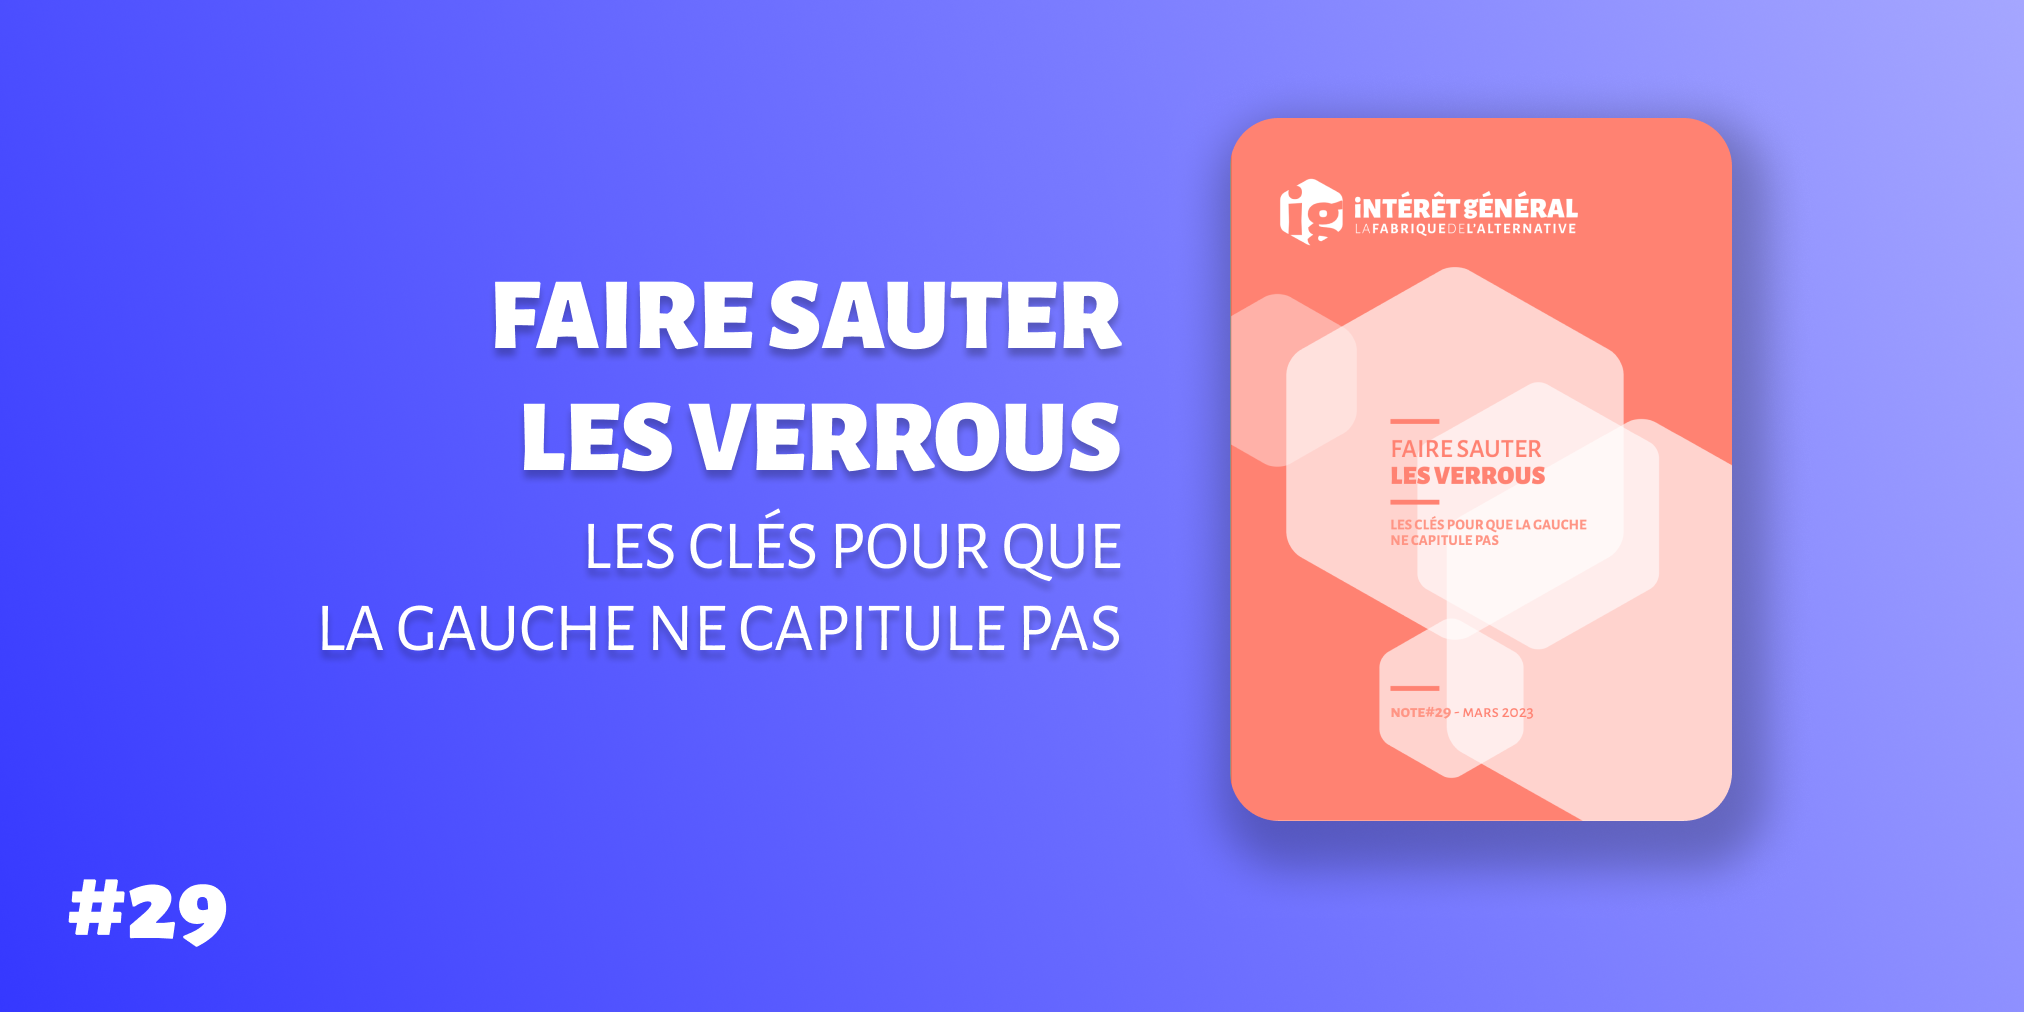 FAIRE SAUTER
LES VERROUS
LES CLÉS POUR QUE
LA GAUCHE NE CAPITULE PAS
#29
ig
iNTÉRÊT gÉNÉRAL
LAFABRIQUEDEL'ALTERNATIVE
FAIRE SAUTER
LES VERROUS
LES CLÉS POUR QUE LA GAUCHE
NE CAPITULE PAS
NOTE#29 - MARS 2023